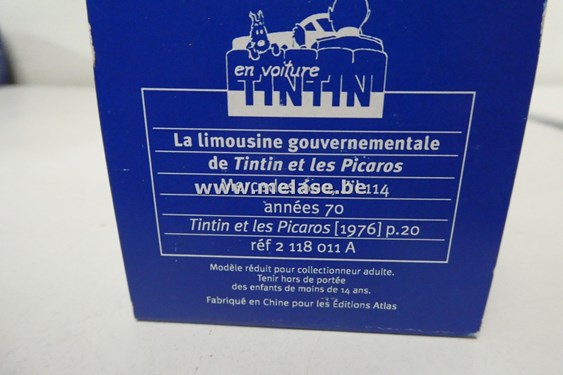 en voiture
TINTIN
La limousine gouvernementale
de Tintin et les Picaros
www.melase.be
114
années 70
Tintin et les Picaros [1976] p.20
réf 2 118 011 A
Modèle réduit pour collectionneur adulte.
Tenir hors de portée
des enfants de moins de 14 ans.
Fabriqué en Chine pour les Éditions Atlas